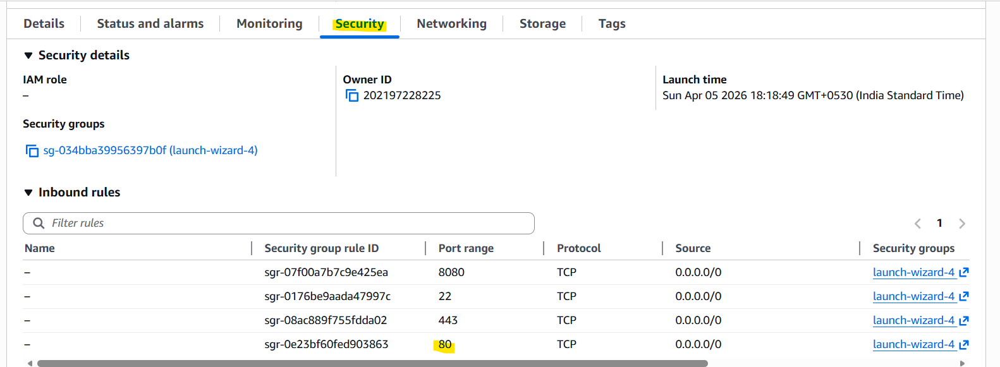 Details Status and alarms Monitoring Security Networking Storage Tags
Security details
IAM role
–
Security groups
sg-034bba39956397b0f (launch-wizard-4)
Owner ID
202197228225
Launch time
Sun Apr 05 2026 18:18:49 GMT+0530 (India Standard Time)
Inbound rules
Filter rules
1
Name Security group rule ID Port range Protocol Source Security groups
– sgr-07f00a7b7c9e425ea 8080 TCP 0.0.0.0/0 launch-wizard-4
– sgr-0176be9aada47997c 22 TCP 0.0.0.0/0 launch-wizard-4
– sgr-08ac889f755fdda02 443 TCP 0.0.0.0/0 launch-wizard-4
– sgr-0e23bf60fed903863 80 TCP 0.0.0.0/0 launch-wizard-4